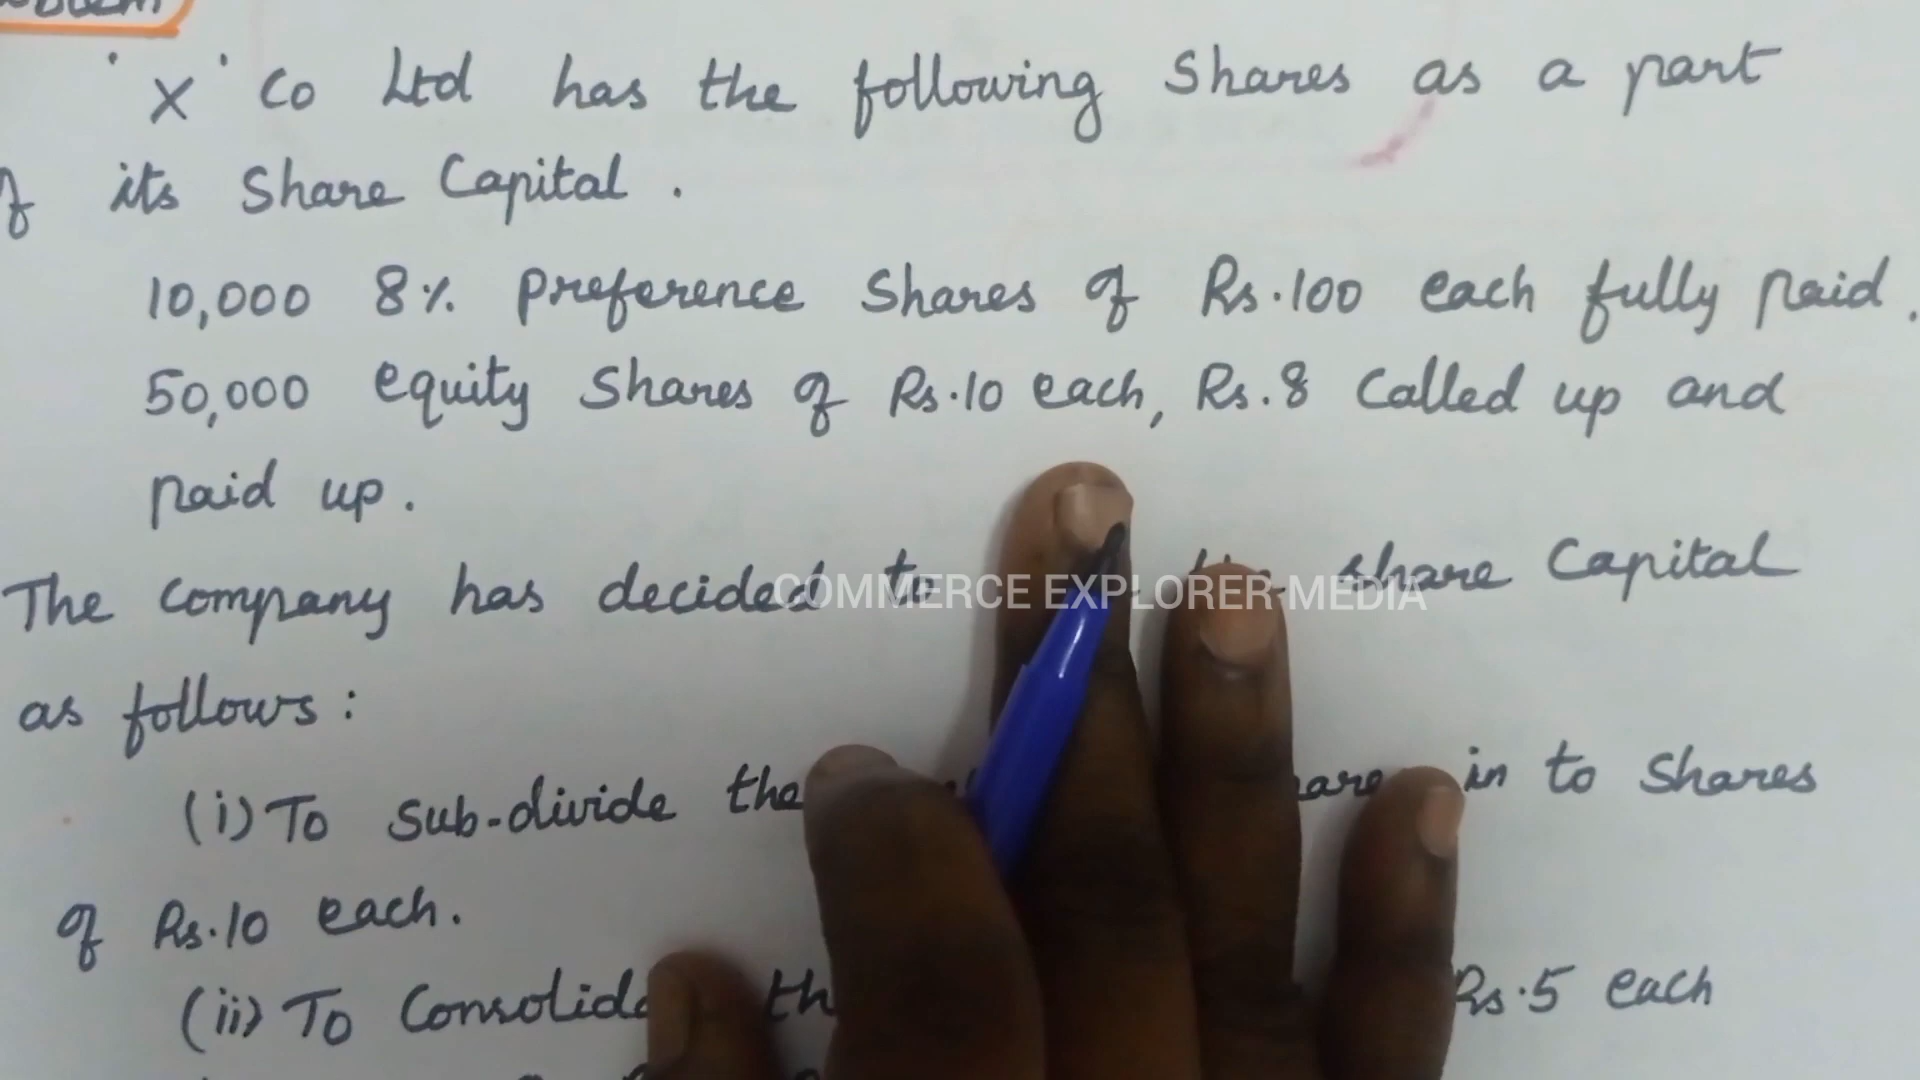 'X' Co Ltd has the following Shares as a part
of its Share Capital.
10,000 8% Preference Shares of Rs.100 each fully paid.
50,000 equity Shares of Rs.10 each, Rs.8 Called up and
paid up.
The Company has decided to the share Capital
COMMERCE EXPLORER MEDIA
as follows:
(i) To Sub-divide the in to Shares
of Rs.10 each.
(ii) To Rs.5 each